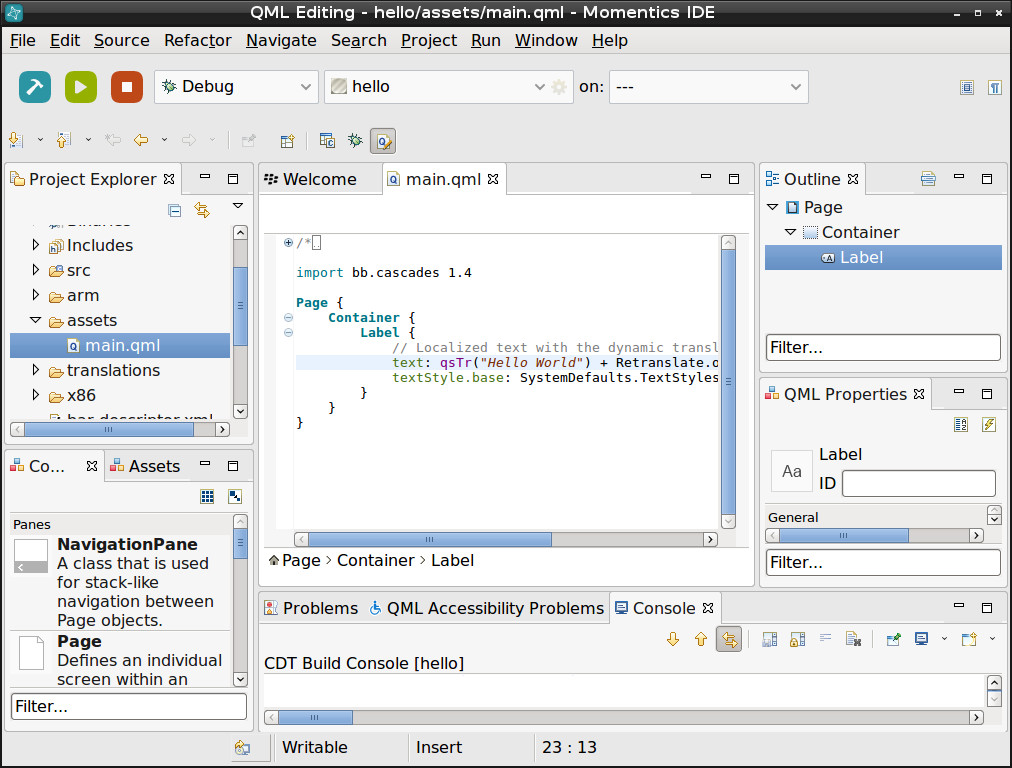 QML Editing - hello/assets/main.qml - Momentics IDE
File Edit Source Refactor Navigate Search Project Run Window Help
Debug hello on: ---
Project Explorer
Includes
src
arm
assets
main.qml
translations
x86
bar-descriptor.xml
Co... Assets
Panes
NavigationPane
A class that is used
for stack-like
navigation between
Page objects.
Page
Defines an individual
screen within an
Filter...
Welcome main.qml
/*
import bb.cascades 1.4
Page {
Container {
Label {
// Localized text with the dynamic transl
text: qsTr("Hello World") + Retranslate.o
textStyle.base: SystemDefaults.TextStyles
}
}
}
Page > Container > Label
Outline
Page
Container
Label
Filter...
QML Properties
Aa
Label
ID
General
Filter...
Problems QML Accessibility Problems Console
CDT Build Console [hello]
Writable Insert 23 : 13